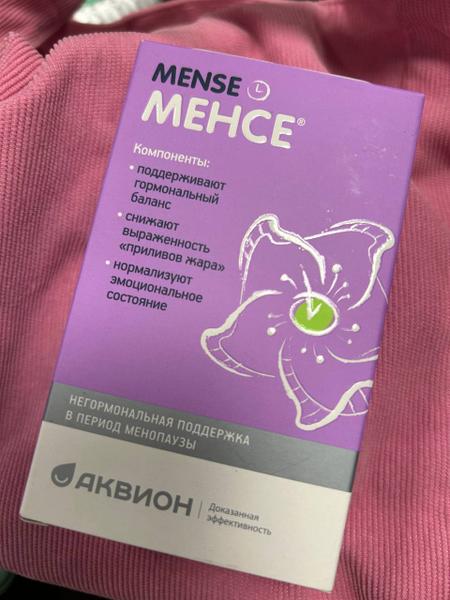 MENSE
МЕНСЕ®
Компоненты:
• поддерживают
гормональный
баланс
• снижают
выраженность
«приливов жара»
• нормализуют
эмоциональное
состояние
НЕГОРМОНАЛЬНАЯ ПОДДЕРЖКА
В ПЕРИОД МЕНОПАУЗЫ
АКВИОН
Доказанная
эффективность